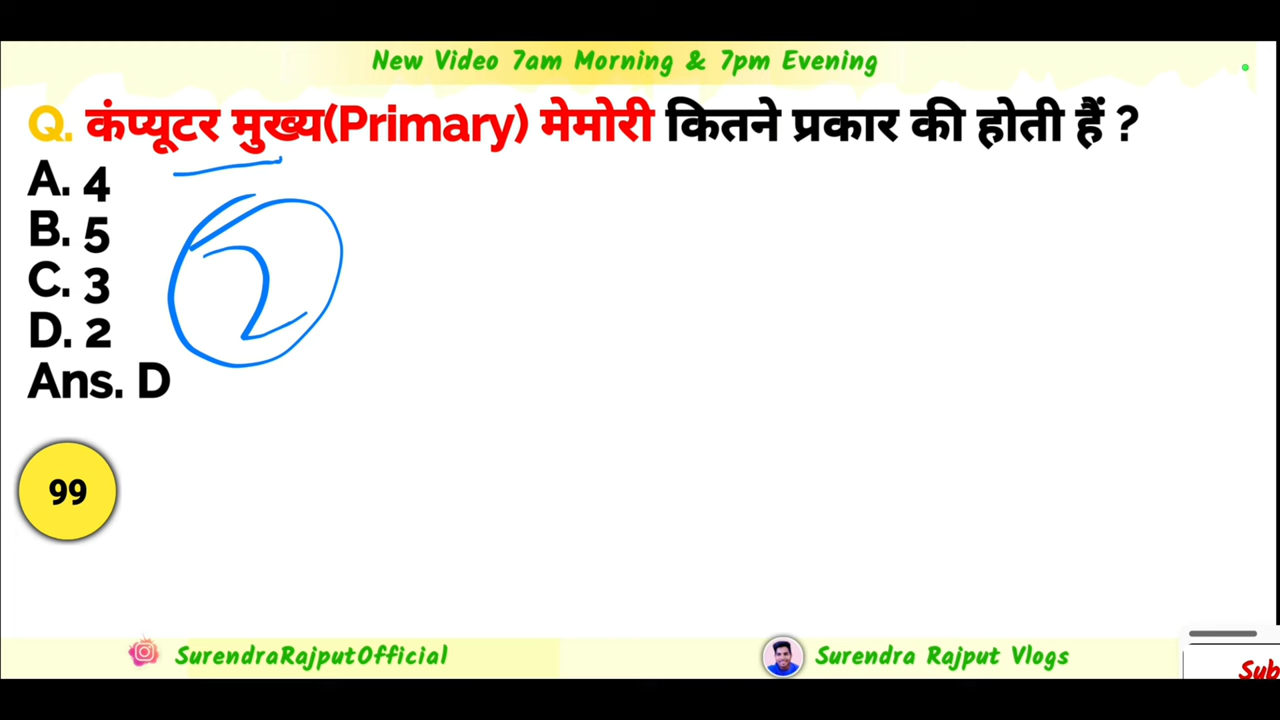 New Video 7am Morning & 7pm Evening
Q. कंप्यूटर मुख्य(Primary) मेमोरी कितने प्रकार की होती हैं ?
A. 4
B. 5
C. 3
D. 2
2
Ans. D
99
SurendraRajputOfficial
Surendra Rajput Vlogs
Sub